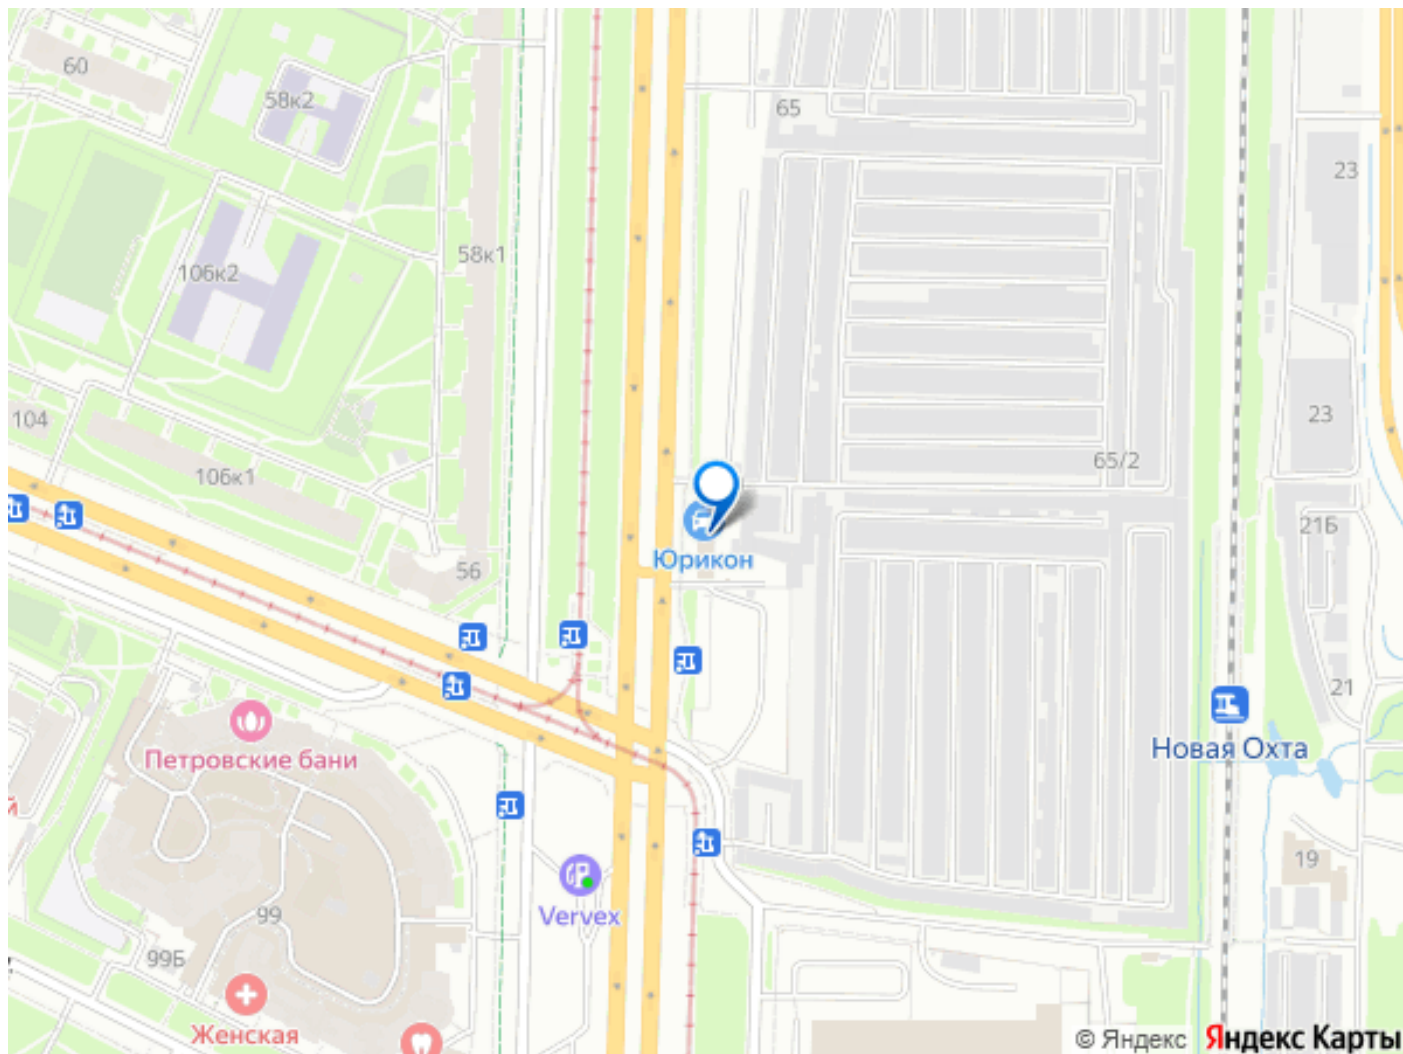 60
58к2
65
23
58к1
106к2
104
23
106к1
65/2
21Б
Юрикон
56
21
Петровские бани
Новая Охта
й
19
99
Vervex
99Б
Женская
© Яндекс Яндекс Карты